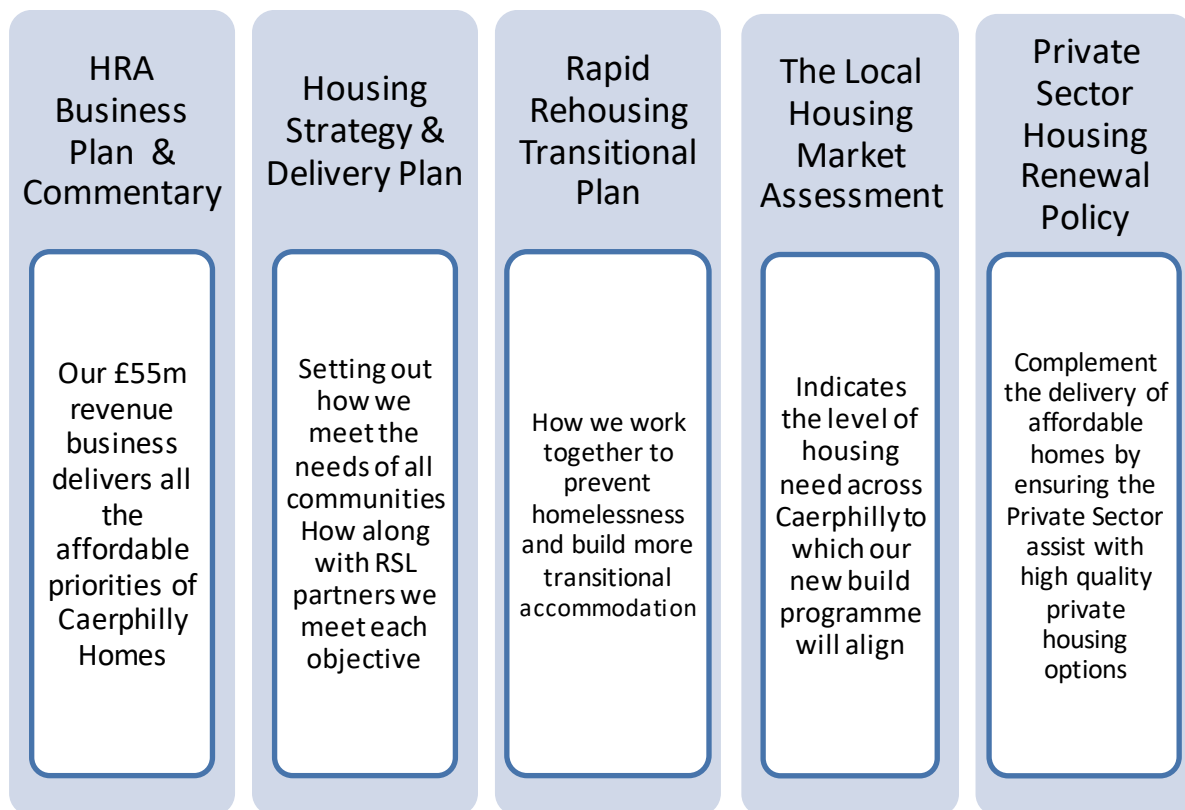 HRA
Business
Plan & 
Commentary
Our £55m
revenue
business
delivers all
the
affordable
priorities of
Caerphilly
Homes
Housing
Strategy &
Delivery Plan
Setting out
how we
meet the
needs of all
communities
How along
with RSL
partners we
meet each
objective
Rapid
Rehousing
Transitional
Plan
How we work
together to
prevent
homelessness
and build more
transitional
accommodation
The Local
Housing
Market
Assessment
Indicates
the level of
housing
need across
Caerphilly to
which our
new build
programme
will align
Private
Sector
Housing
Renewal
Policy
Complement
the delivery of
affordable
homes by
ensuring the
Private Sector
assist with
high quality
private
housing
options